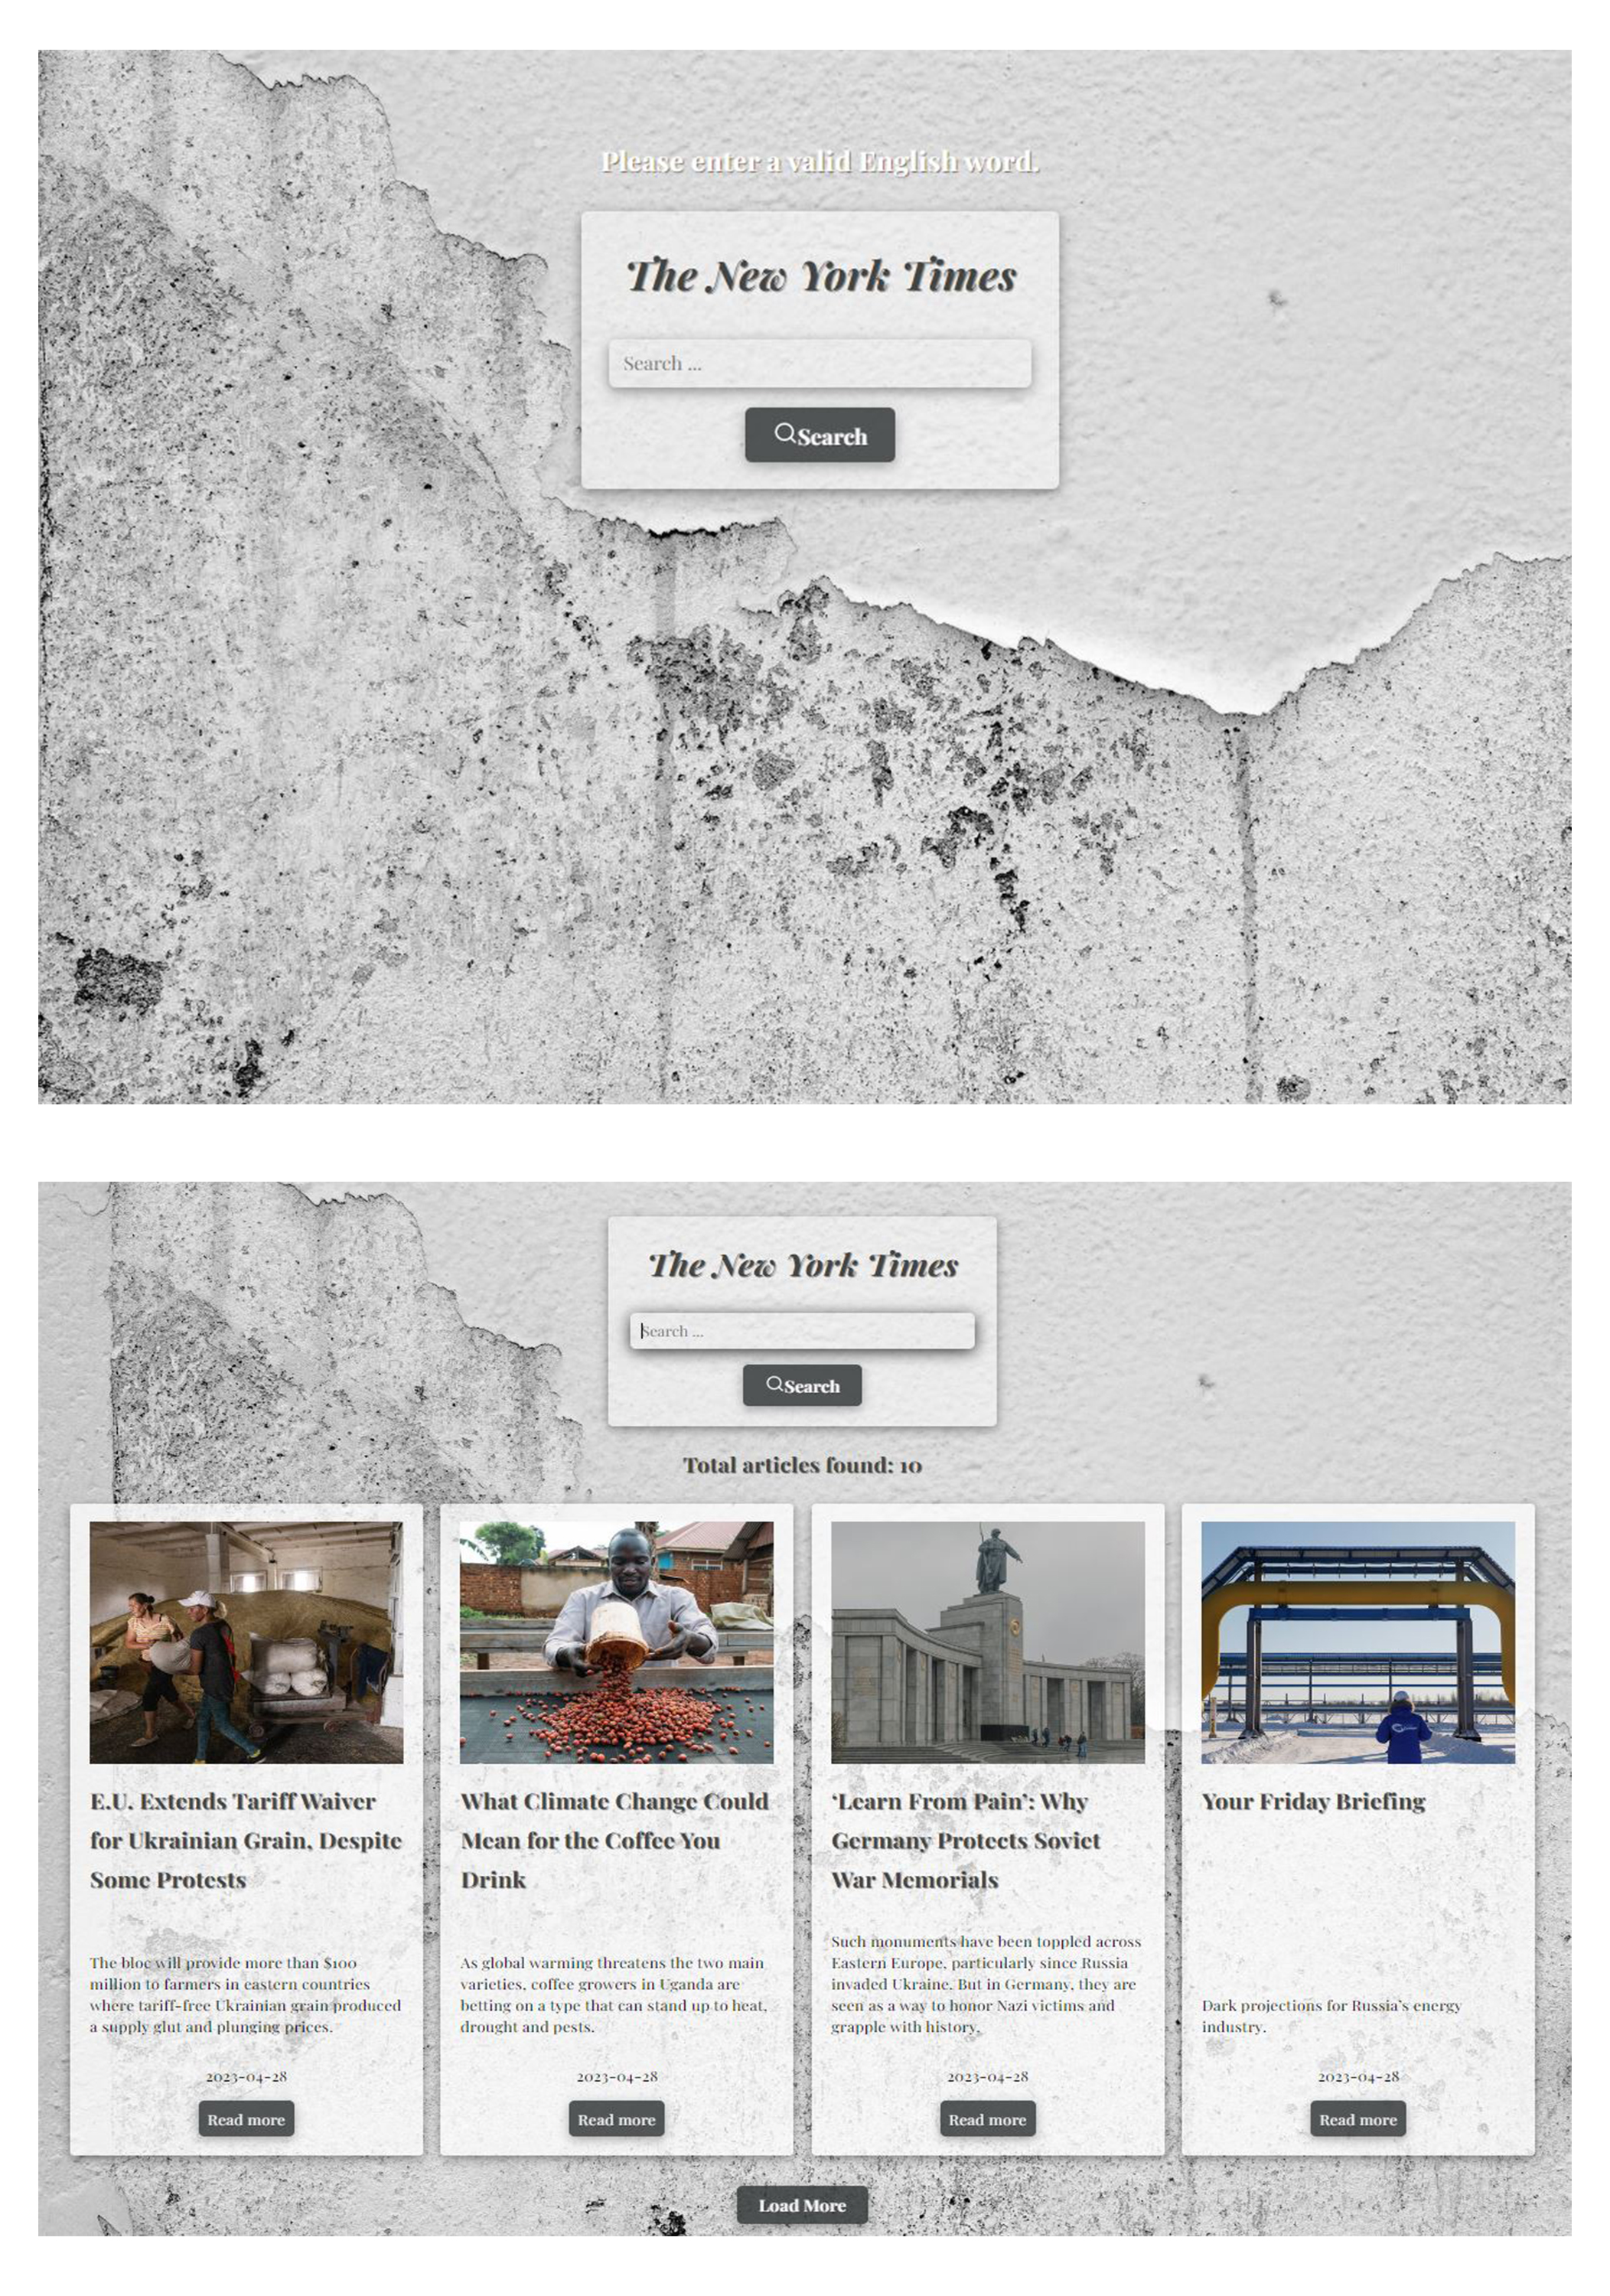 Please enter a valid English word.
The New York Times
Search ...
Search
The New York Times
Search ...
Search
Total articles found: 10
E.U. Extends Tariff Waiver
for Ukrainian Grain, Despite
Some Protests
The bloc will provide more than $100
million to farmers in eastern countries
where tariff-free Ukrainian grain produced
a supply glut and plunging prices.
2023-04-28
Read more
What Climate Change Could
Mean for the Coffee You
Drink
As global warming threatens the two main
varieties, coffee growers in Uganda are
betting on a type that can stand up to heat,
drought and pests.
2023-04-28
Read more
‘Learn From Pain’: Why
Germany Protects Soviet
War Memorials
Such monuments have been toppled across
Eastern Europe, particularly since Russia
invaded Ukraine. But in Germany, they are
seen as a way to honor Nazi victims and
grapple with history.
2023-04-28
Read more
Your Friday Briefing
Dark projections for Russia’s energy
industry.
2023-04-28
Read more
Load More